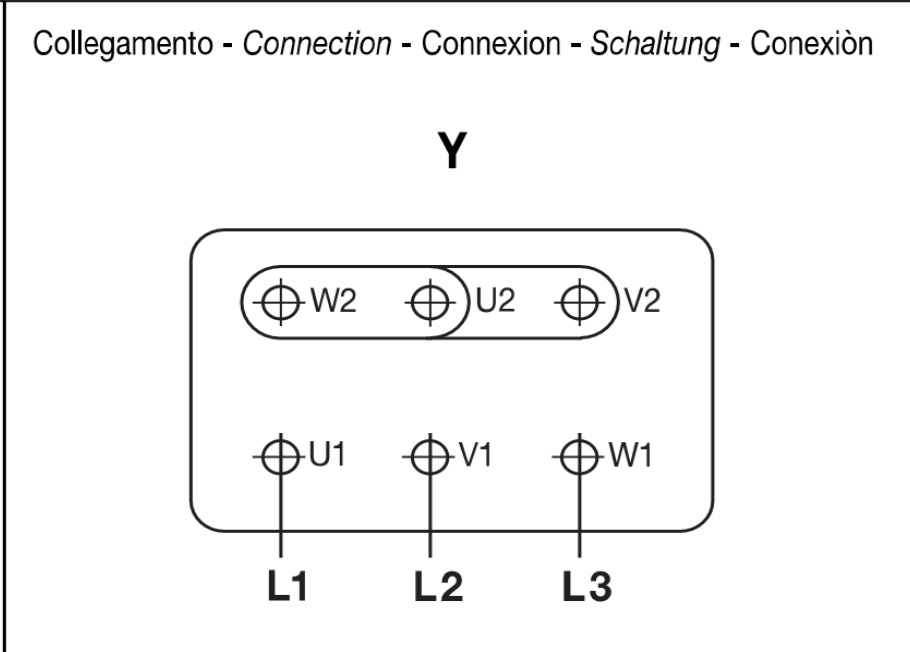 Collegamento - Connection - Connexion - Schaltung - Conexiòn
Y
W2 U2 V2
U1 V1 W1
L1 L2 L3